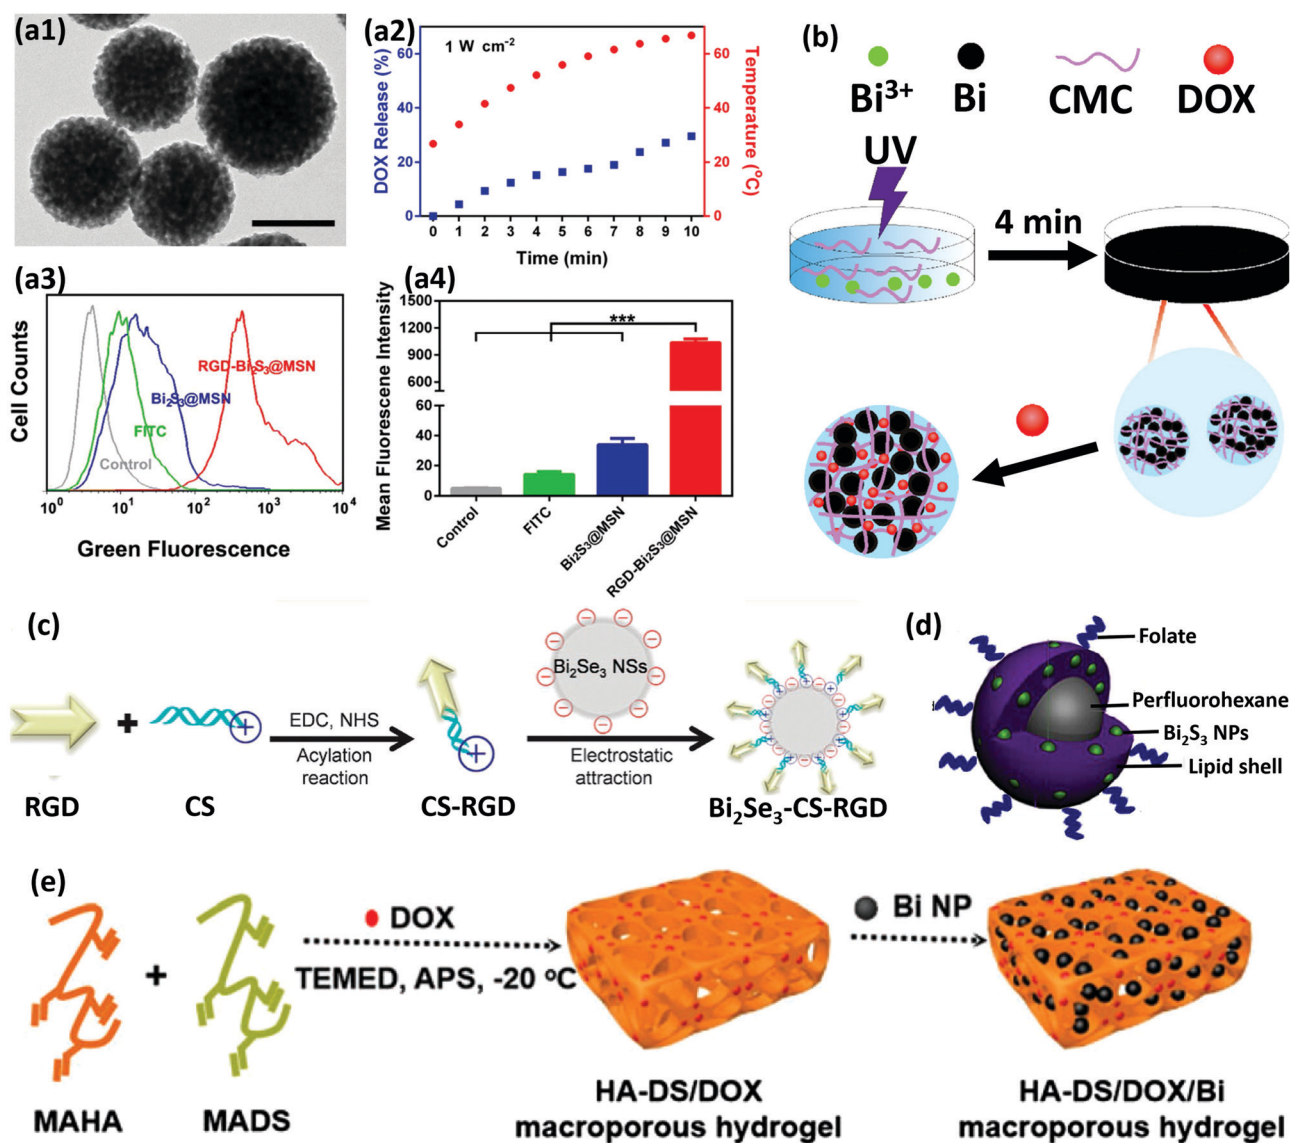 (a1)
(a2)
1 W cm⁻²
DOX Release (%)
60
40
20
0
Temperature (°C)
60
40
20
0
0 1 2 3 4 5 6 7 8 9 10
Time (min)
(b)
Bi³⁺ Bi CMC DOX
UV
4 min
(a3)
Cell Counts
RGD-Bi₂S₃@MSN
Bi₂S₃@MSN
FITC
Control
10⁰ 10¹ 10² 10³ 10⁴
Green Fluorescence
(a4)
Mean Fluorescene Intensity
1500
1200
900
600
60
40
20
0
***
Control
FITC
Bi₂S₃@MSN
RGD-Bi₂S₃@MSN
(c)
RGD
+
CS
EDC, NHS
Acylation
reaction
CS-RGD
Bi₂Se₃ NSs
Electrostatic
attraction
Bi₂Se₃-CS-RGD
(d)
Folate
Perfluorohexane
Bi₂S₃ NPs
Lipid shell
(e)
MAHA
+
MADS
DOX
TEMED, APS, -20 °C
HA-DS/DOX
macroporous hydrogel
Bi NP
HA-DS/DOX/Bi
macroporous hydrogel